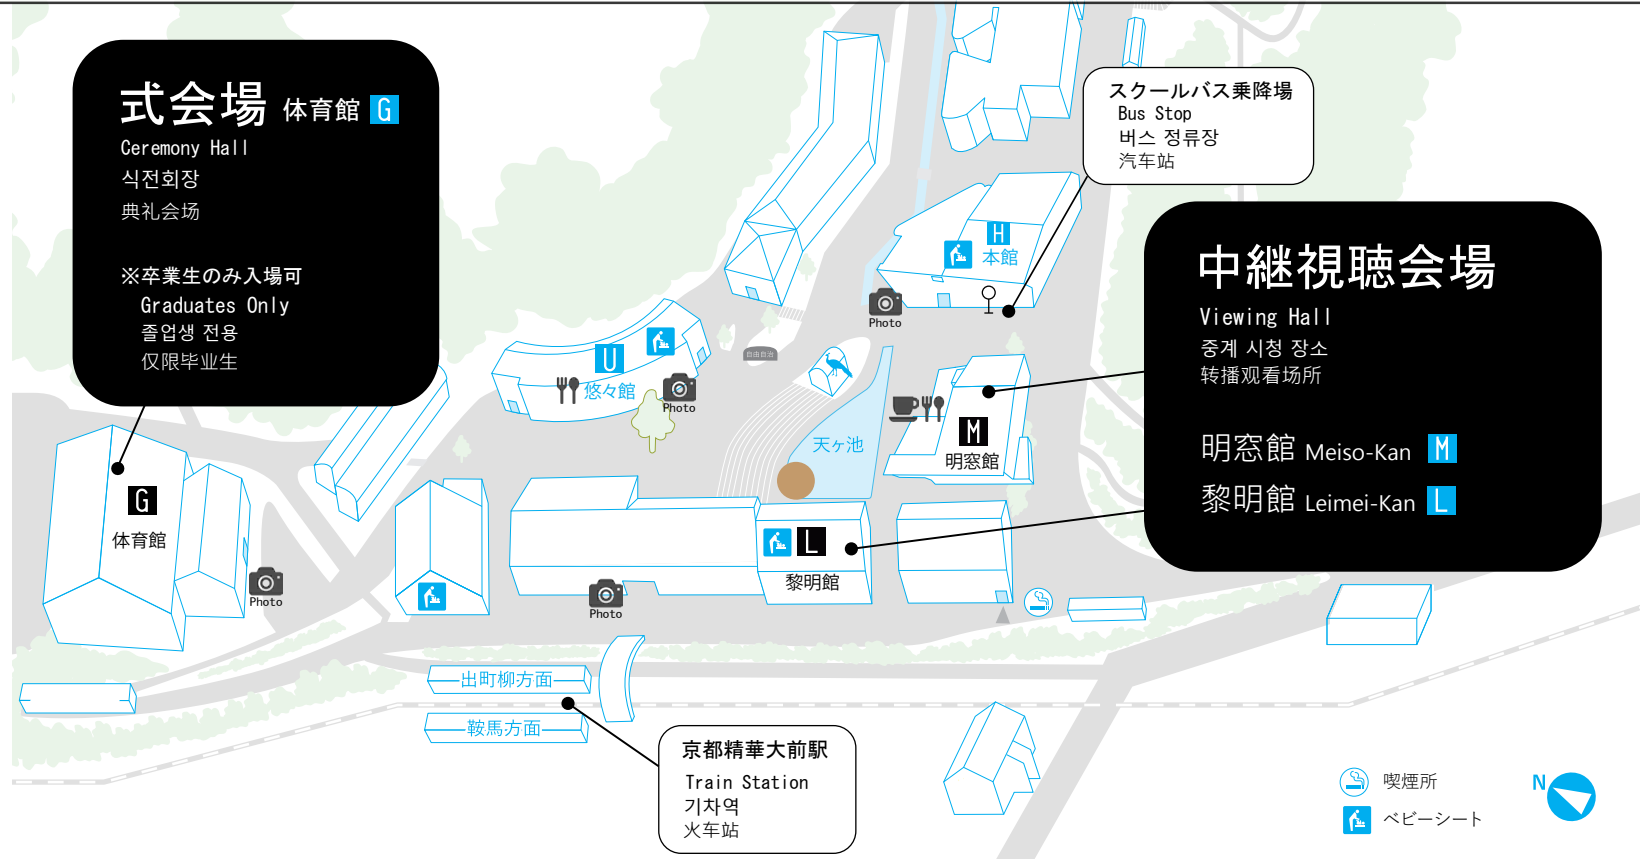 式会場 体育館 G
Ceremony Hall
식전회장
典礼会场
※卒業生のみ入場可
Graduates Only
졸업생 전용
仅限毕业生
スクールバス乗降場
Bus Stop
버스 정류장
汽车站
中継視聴会場
Viewing Hall
중계 시청 장소
转播观看场所
明窓館 Meiso-Kan M
黎明館 Leimei-Kan L
H
本館
Photo
自由自治
U
悠々館
Photo
天ヶ池
M
明窓館
G
体育館
Photo
L
黎明館
Photo
出町柳方面
鞍馬方面
京都精華大前駅
Train Station
기차역
火车站
喫煙所
ベビーシート
N